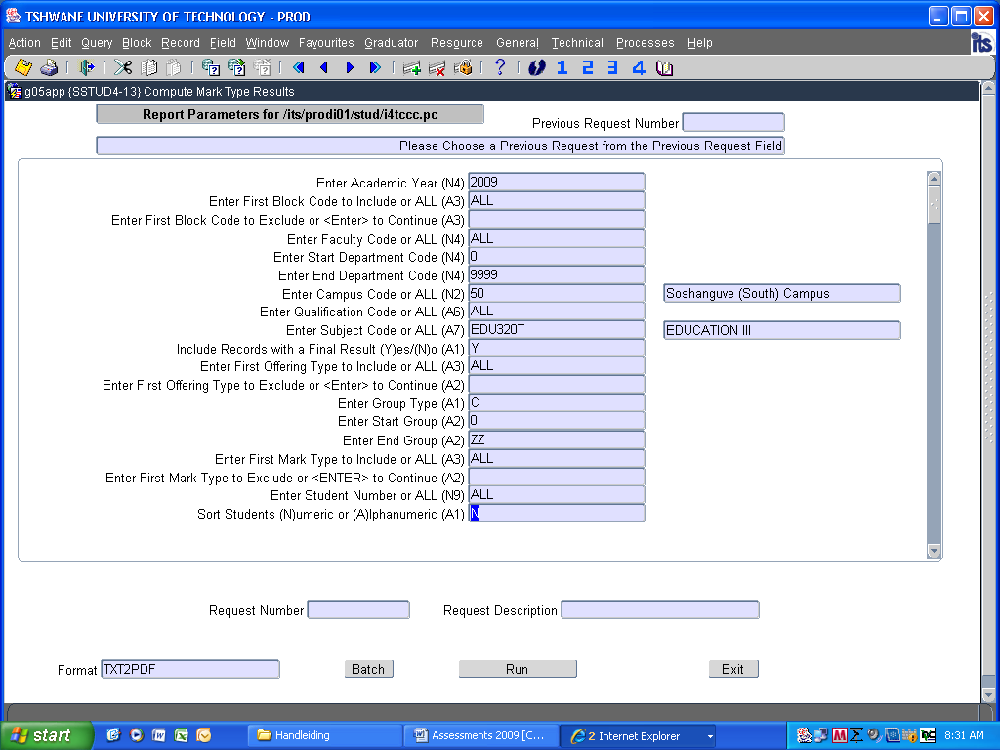 TSHWANE UNIVERSITY OF TECHNOLOGY - PROD
Action Edit Query Block Record Field Window Favourites Graduator Resource General Technical Processes Help
its
? 1 2 3 4
g05app {SSTUD4-13} Compute Mark Type Results
Report Parameters for /its/prodi01/stud/i4tccc.pc
Previous Request Number
Please Choose a Previous Request from the Previous Request Field
Enter Academic Year (N4) 2009
Enter First Block Code to Include or ALL (A3) ALL
Enter First Block Code to Exclude or <Enter> to Continue (A3)
Enter Faculty Code or ALL (N4) ALL
Enter Start Department Code (N4) 0
Enter End Department Code (N4) 9999
Enter Campus Code or ALL (N2) 50 Soshanguve (South) Campus
Enter Qualification Code or ALL (A6) ALL
Enter Subject Code or ALL (A7) EDU320T EDUCATION III
Include Records with a Final Result (Y)es/(N)o (A1) Y
Enter First Offering Type to Include or ALL (A3) ALL
Enter First Offering Type to Exclude or <Enter> to Continue (A2)
Enter Group Type (A1) C
Enter Start Group (A2) 0
Enter End Group (A2) ZZ
Enter First Mark Type to Include or ALL (A3) ALL
Enter First Mark Type to Exclude or <ENTER> to Continue (A2)
Enter Student Number or ALL (N9) ALL
Sort Students (N)umeric or (A)lphanumeric (A1) N
Request Number Request Description
Format TXT2PDF Batch Run Exit
start Handleiding Assessments 2009 [C... 2 Internet Explorer 8:31 AM